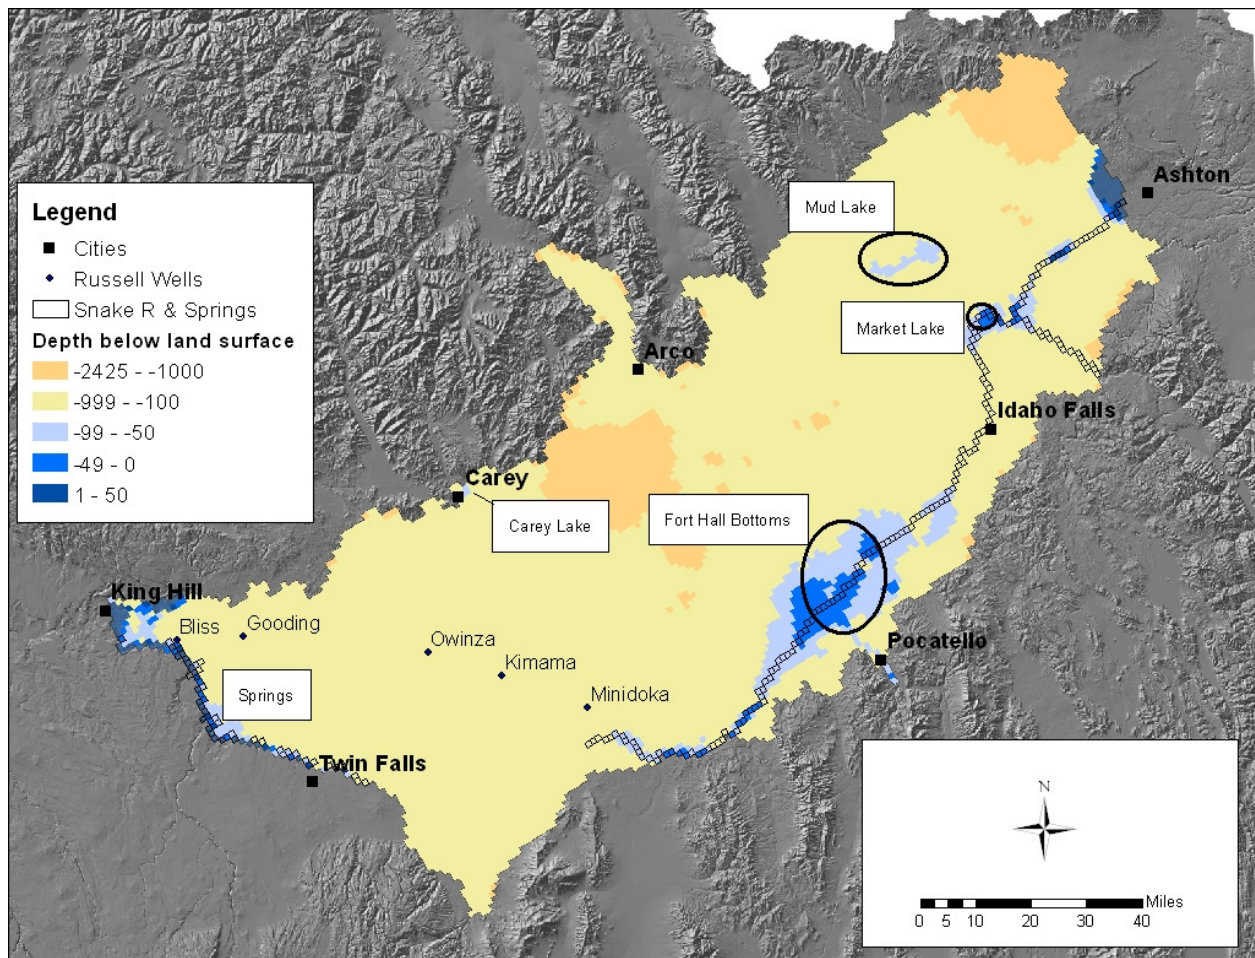 Ashton
Mud Lake
Legend
Cities
Russell Wells
Snake R & Springs
Depth below land surface
-2425 - -1000
-999 - -100
-99 - -50
-49 - 0
1 - 50
Market Lake
Arco
Idaho Falls
Carey
Carey Lake
Fort Hall Bottoms
King Hill
Bliss
Gooding
Owinza
Kimama
Pocatello
Springs
Minidoka
Twin Falls
N
Miles
0 5 10 20 30 40